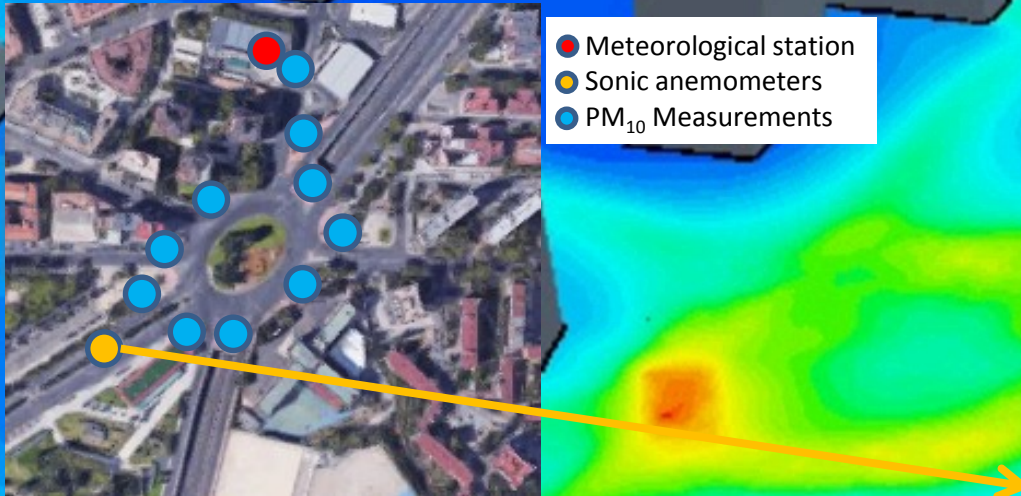 Meteorological station
Sonic anemometers
PM₁₀ Measurements